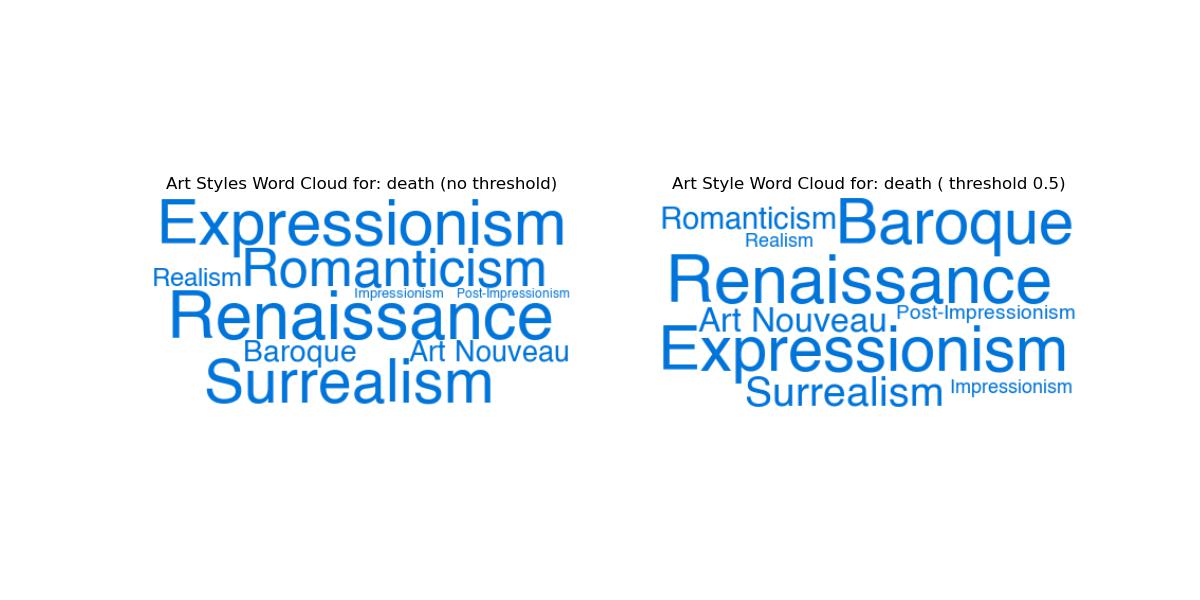 Art Styles Word Cloud for: death (no threshold)
Expressionism
Realism Romanticism
Impressionism Post-Impressionism
Renaissance
Baroque Art Nouveau
Surrealism
Art Style Word Cloud for: death ( threshold 0.5)
Romanticism Baroque
Realism
Renaissance
Art Nouveau Post-Impressionism
Expressionism
Surrealism Impressionism